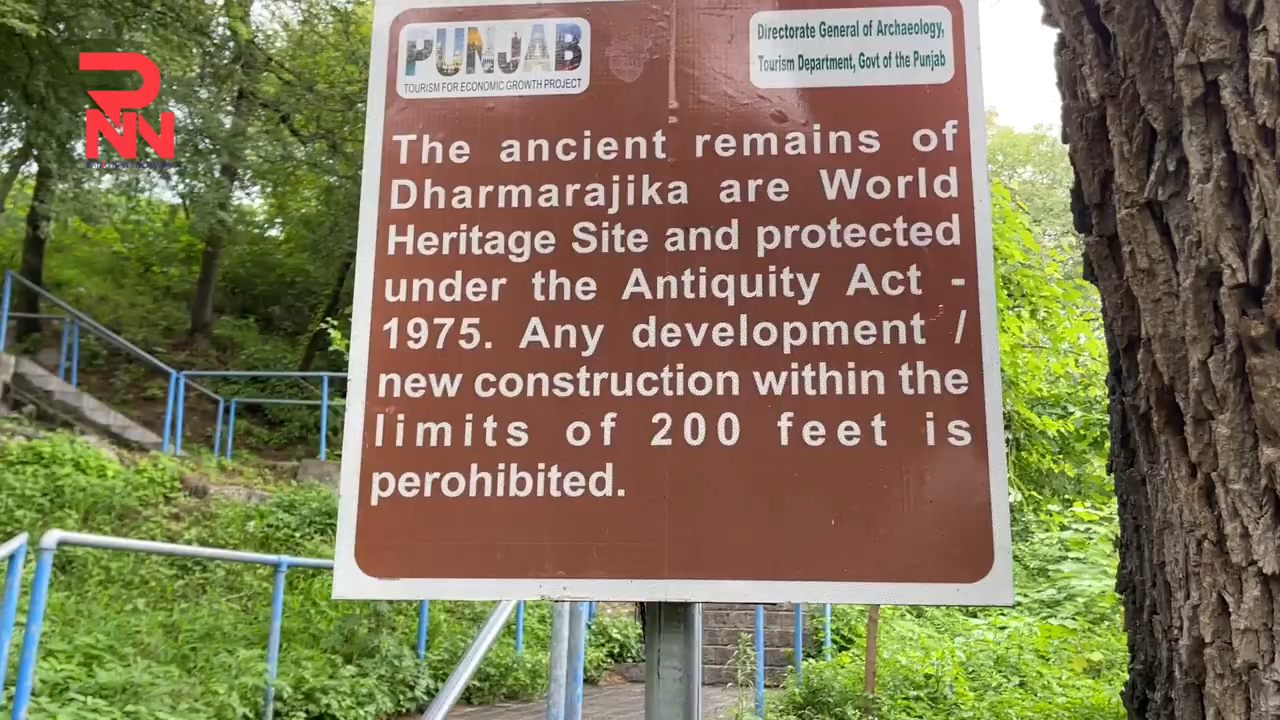 PUNJAB
TOURISM FOR ECONOMIC GROWTH PROJECT
Directorate General of Archaeology,
Tourism Department, Govt of the Punjab
RNN
The ancient remains of
Dharmarajika are World
Heritage Site and protected
under the Antiquity Act -
1975. Any development /
new construction within the
limits of 200 feet is
perohibited.